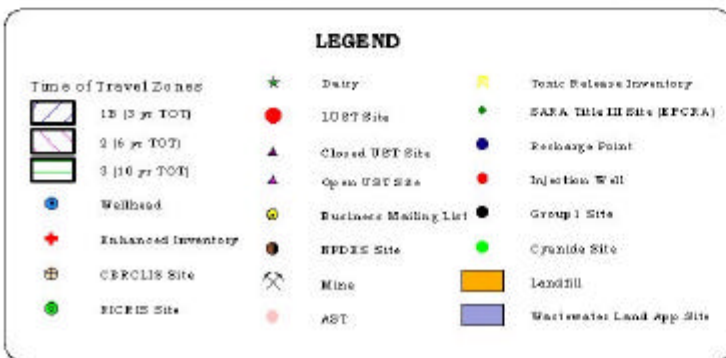 LEGEND
Time of Travel Zones
1B (3 yr TOT)
2 (6 yr TOT)
3 (10 yr TOT)
Wellhead
Enhanced Inventory
CERCLIS Site
RICRIS Site
Dairy
LUST Site
Closed UST Site
Open UST Site
Business Mailing List
NPDES Site
Mine
AST
Toxic Release Inventory
SARA Title III Site (EPCRA)
Recharge Point
Injection Well
Group 1 Site
Cyanide Site
Landfill
Wastewater Land App Site